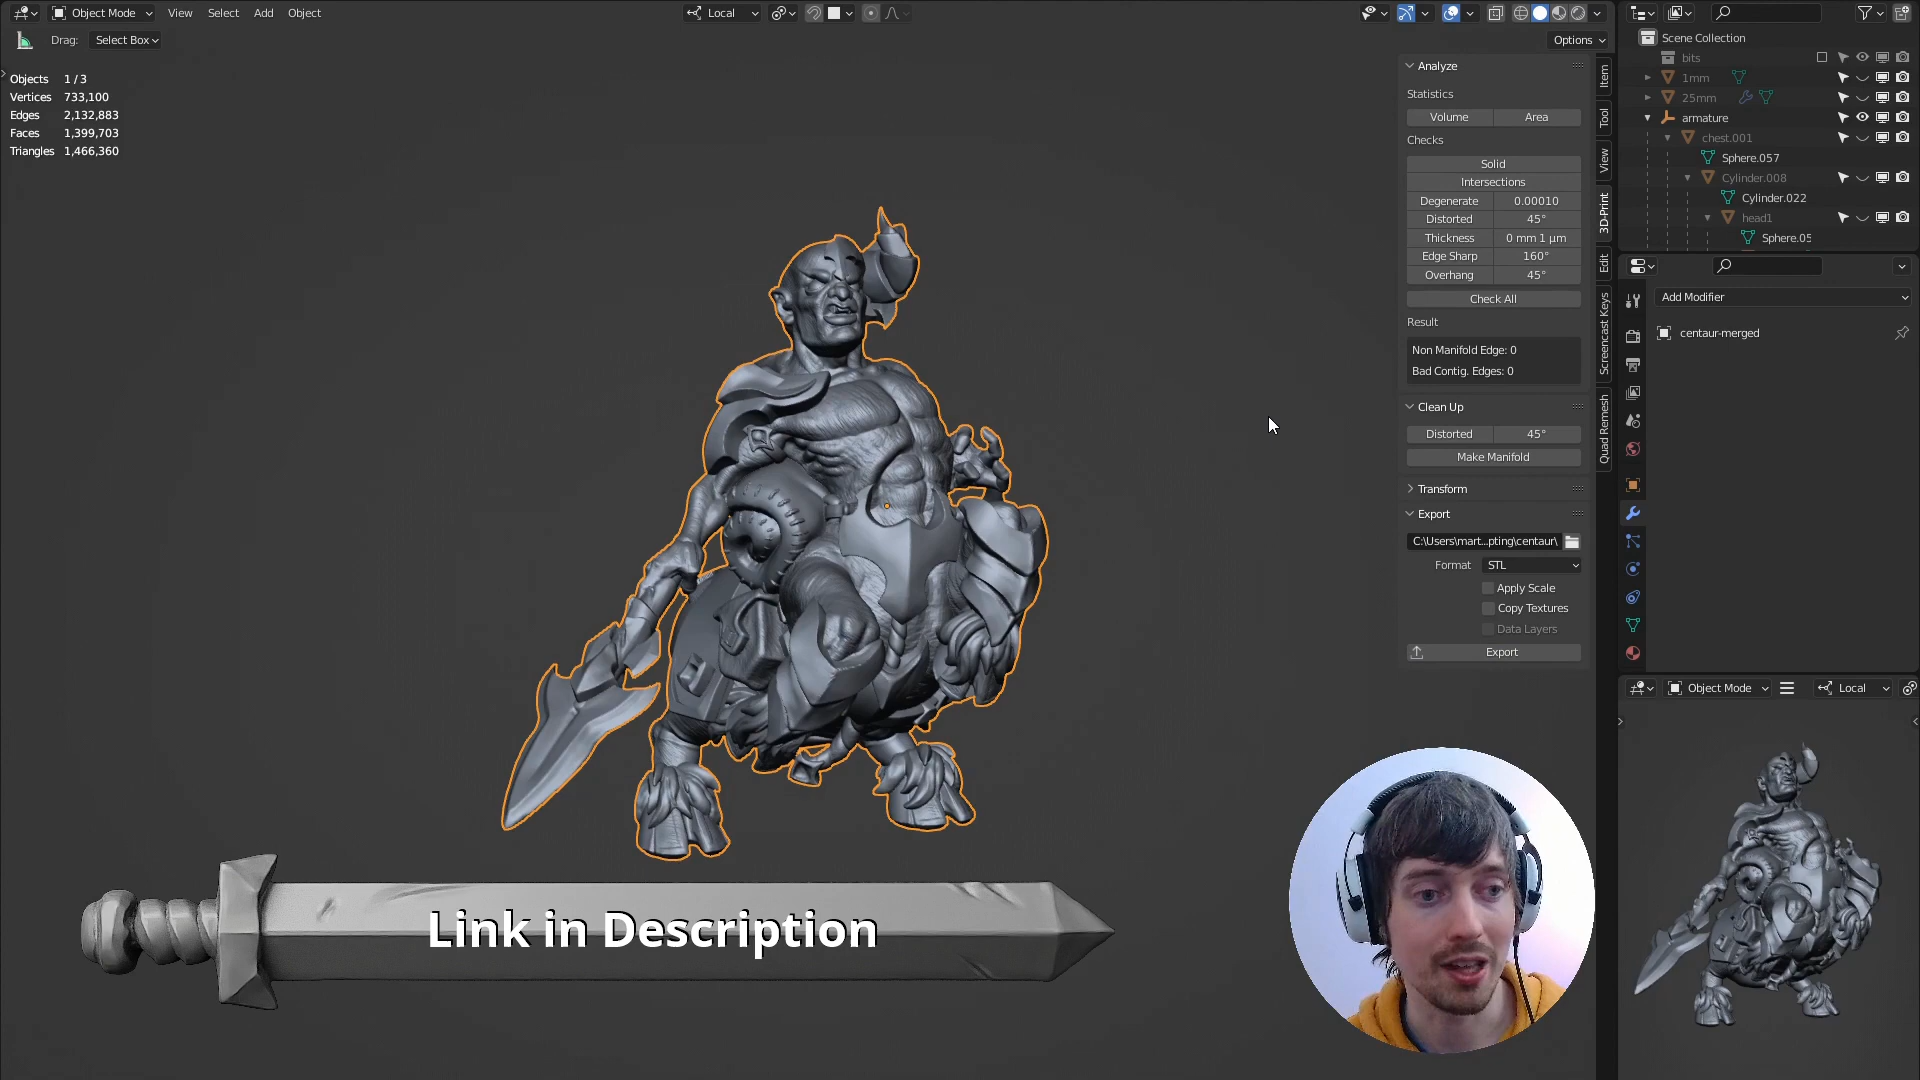 Object Mode View Select Add Object Local
Drag: Select Box Options
Objects 1 / 3
Vertices 733,100
Edges 2,132,883
Faces 1,399,703
Triangles 1,466,360
Analyze
Statistics
Volume Area
Checks
Solid
Intersections
Degenerate 0.00010
Distorted 45°
Thickness 0 mm 1 µm
Edge Sharp 160°
Overhang 45°
Check All
Result
Non Manifold Edge: 0
Bad Contig. Edges: 0
Clean Up
Distorted 45°
Make Manifold
Transform
Export
C:\Users\mart...pting\centaur\
Format STL
Apply Scale
Copy Textures
Data Layers
Export
Item
Tool
View
3D-Print
Edit
Screencast Keys
Quad Remesh
Scene Collection
bits
1mm
25mm
armature
chest.001
Sphere.057
Cylinder.008
Cylinder.022
head1
Sphere.05
Add Modifier
centaur-merged
Object Mode Local
Link in Description